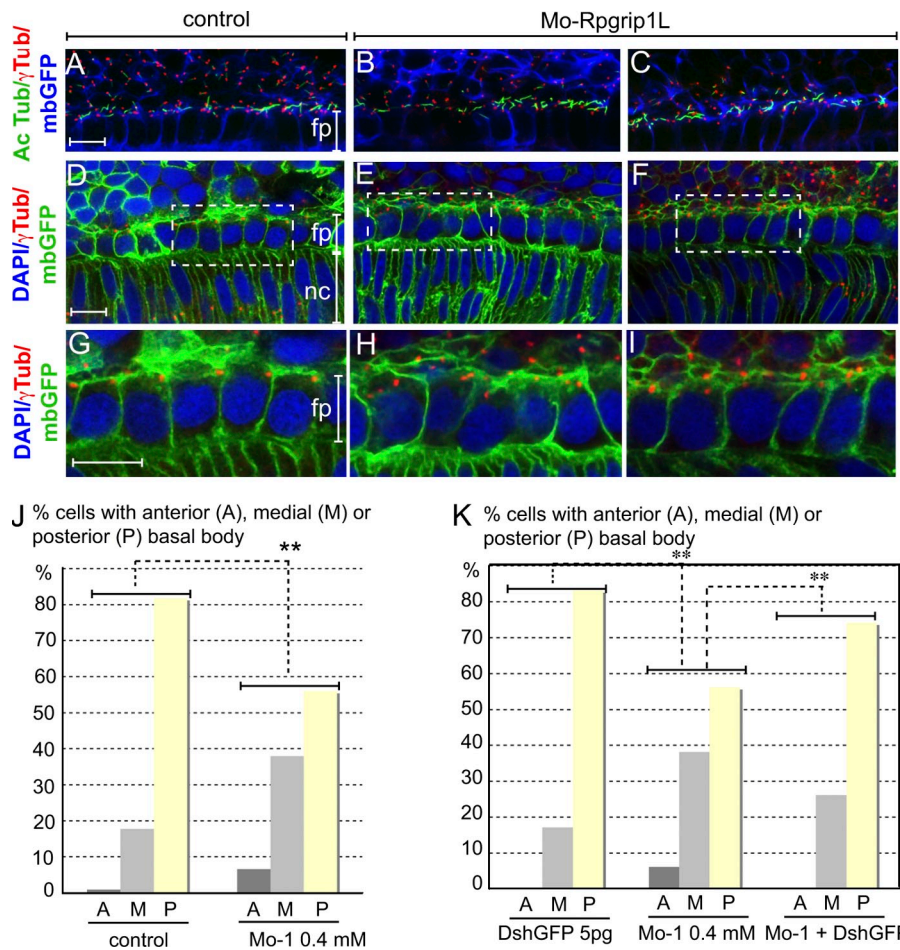 control
Mo-Rpgrip1L
Ac Tub/γTub/
mbGFP
A
B
C
fp
DAPI/γTub/
mbGFP
D
E
F
fp
nc
DAPI/γTub/
mbGFP
G
H
I
fp
J % cells with anterior (A), medial (M) or
posterior (P) basal body
**
%
80
70
60
50
40
30
20
10
0
A M P A M P
control Mo-1 0.4 mM
K % cells with anterior (A), medial (M) or
posterior (P) basal body
** **
%
80
70
60
50
40
30
20
10
0
A M P A M P A M P
DshGFP 5pg Mo-1 0.4 mM Mo-1 + DshGF